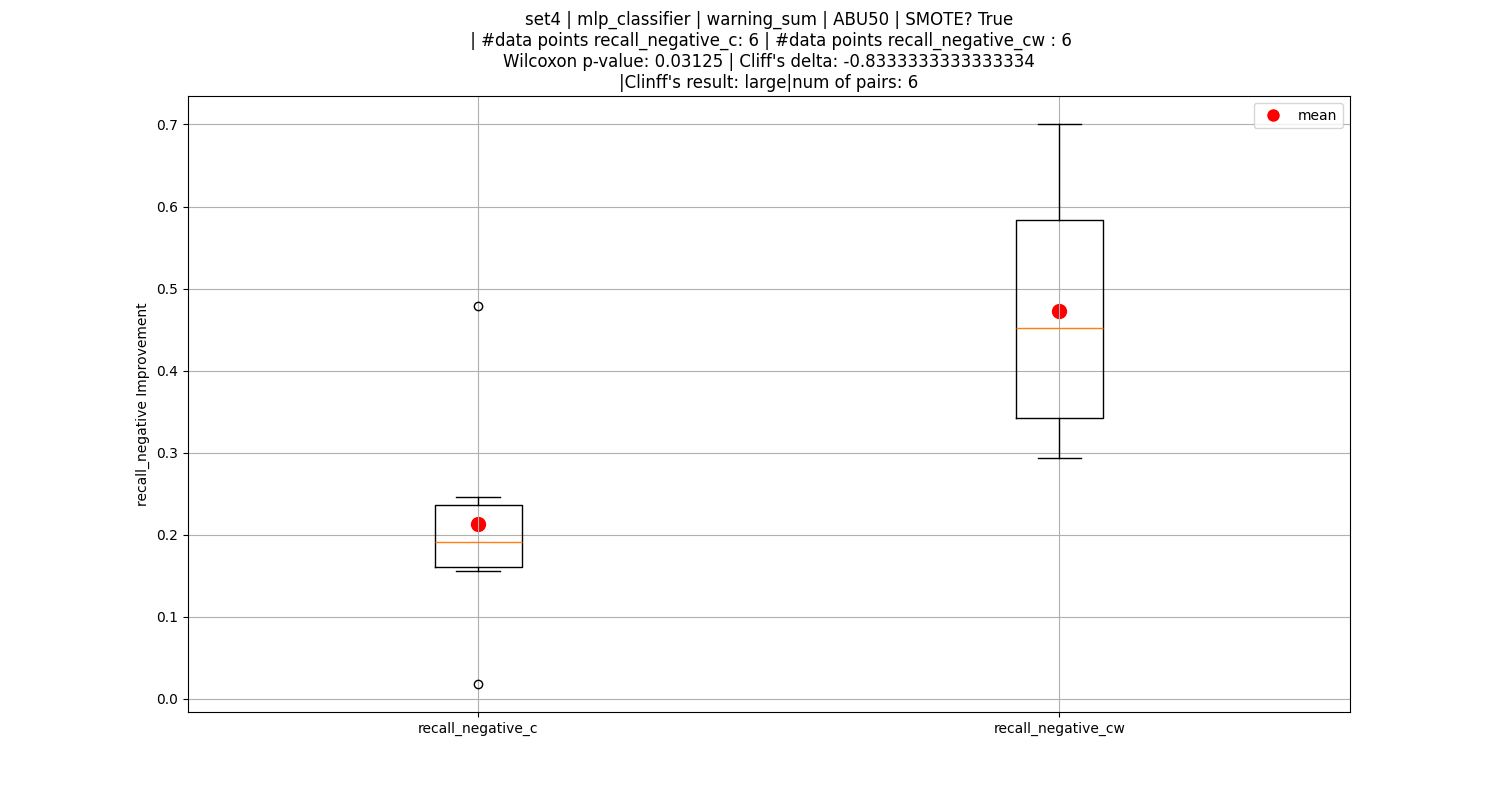 set4 | mlp_classifier | warning_sum | ABU50 | SMOTE? True
| #data points recall_negative_c: 6 | #data points recall_negative_cw : 6
Wilcoxon p-value: 0.03125 | Cliff's delta: -0.8333333333333334
|Clinff's result: large|num of pairs: 6
mean
0.7
0.6
0.5
0.4
0.3
0.2
0.1
0.0
recall_negative Improvement
recall_negative_c
recall_negative_cw